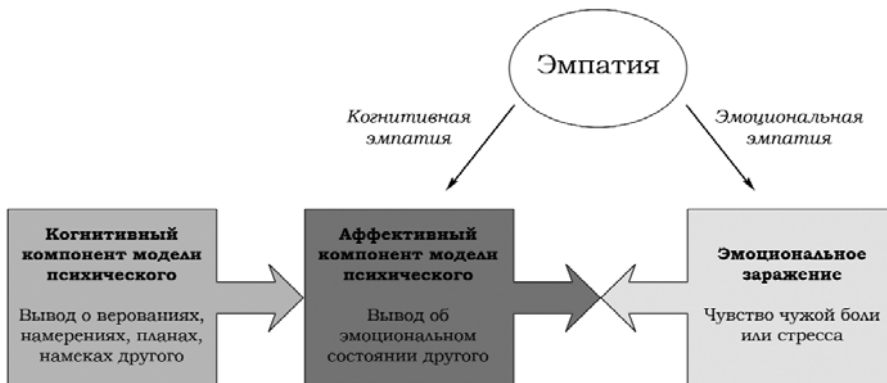 Эмпатия
Когнитивная
эмпатия
Эмоциональная
эмпатия
Когнитивный
компонент модели
психического
Вывод о верованиях,
намерениях, планах,
намеках другого
Аффективный
компонент модели
психического
Вывод об
эмоциональном
состоянии другого
Эмоциональное
заражение
Чувство чужой боли
или стресса